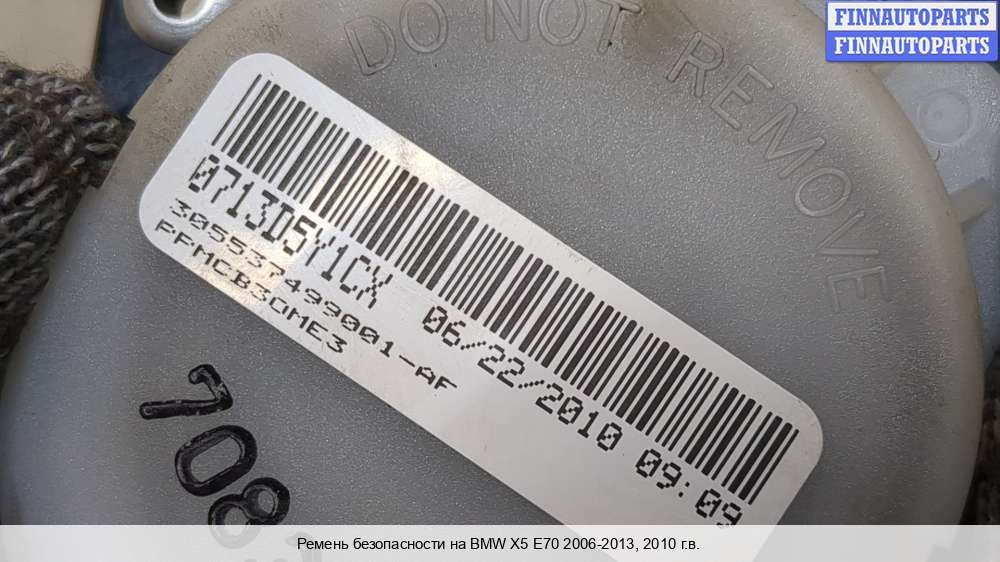 FINNAUTOPARTS
FINNAUTOPARTS
DO NOT REMOVE
0713D5Y1CX 06/22/2010 09:09
305537499001-AF
PFMCB30ME3
708
Ремень безопасности на BMW X5 E70 2006-2013, 2010 г.в.